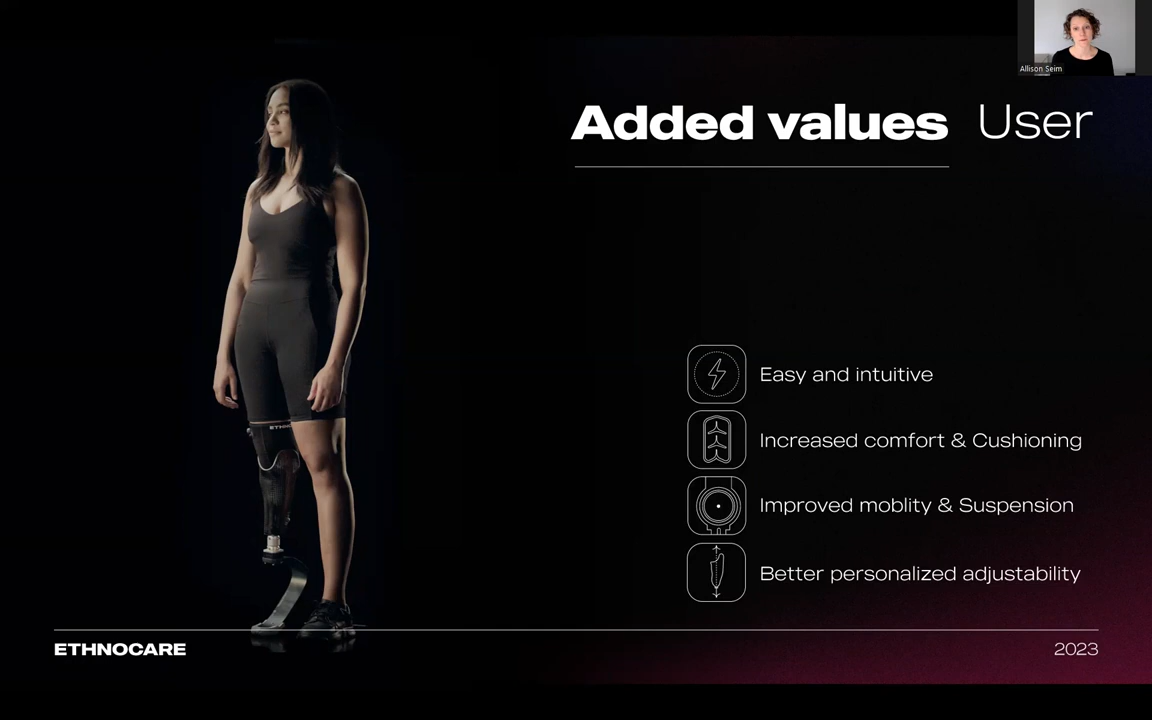 Allison Seim
Added values User
Easy and intuitive
Increased comfort & Cushioning
Improved moblity & Suspension
Better personalized adjustability
ETHNOCARE
2023